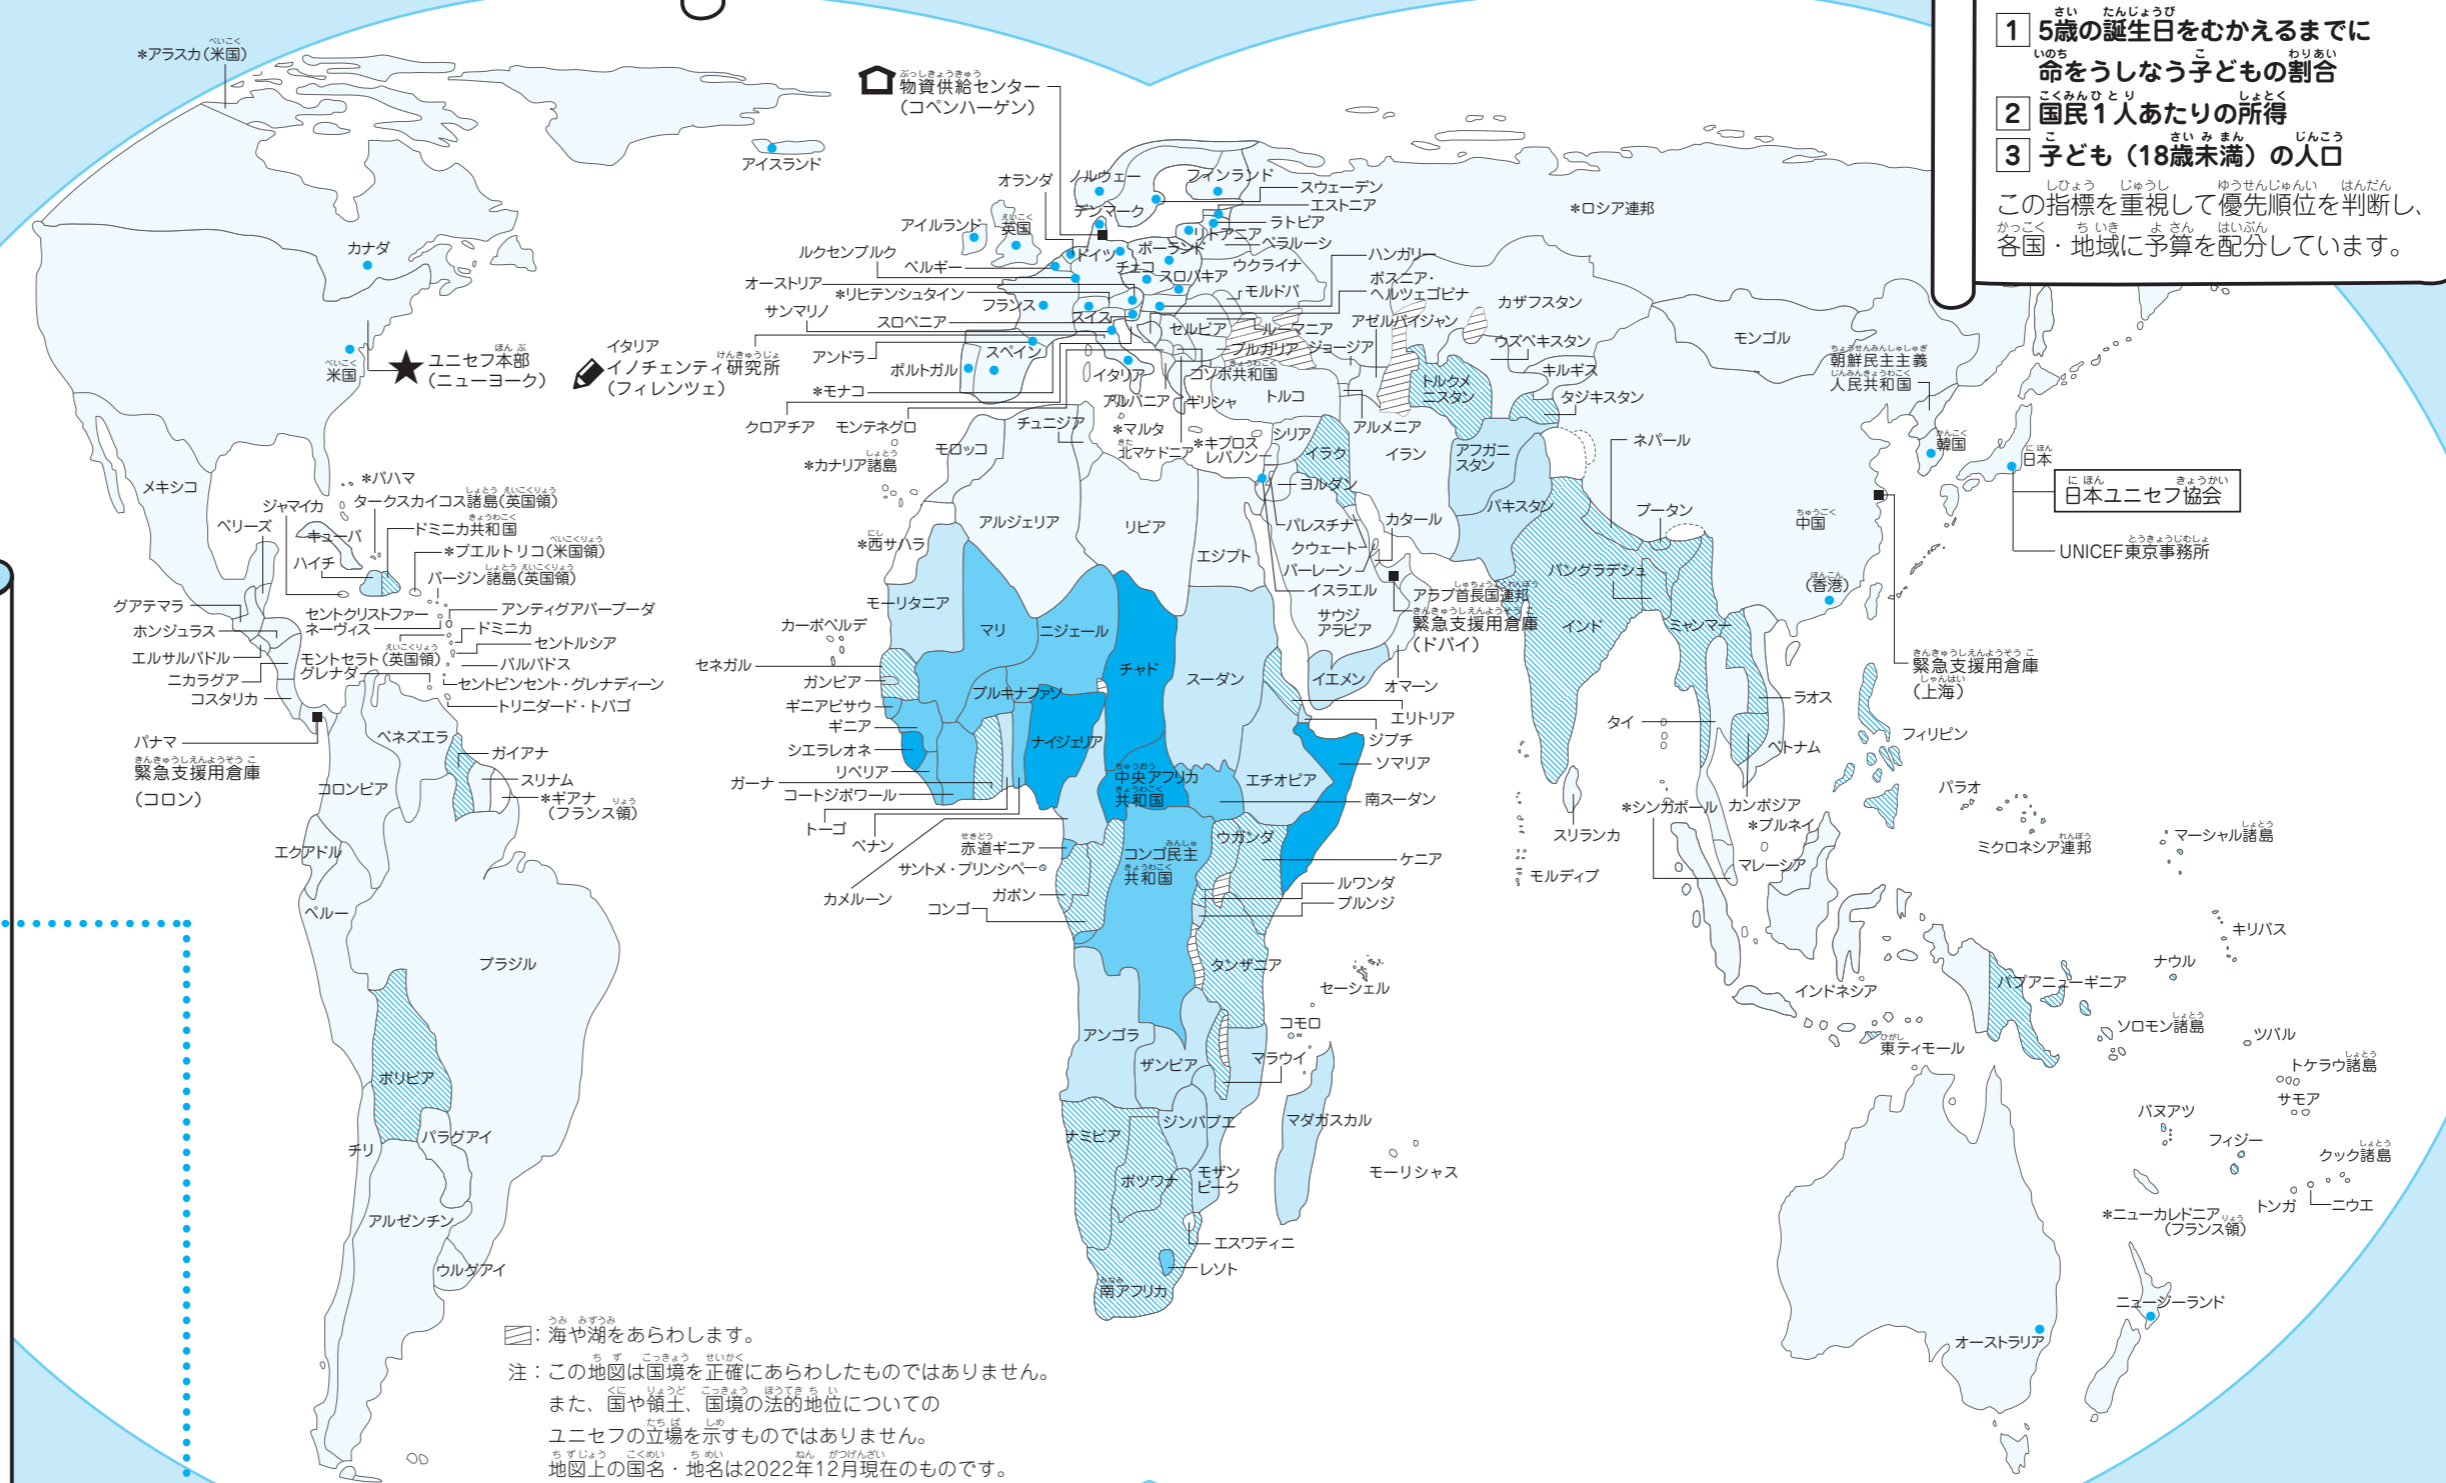 1 5歳の誕生日をむかえるまでに
命をうしなう子どもの割合
2 国民1人あたりの所得
3 子ども（18歳未満）の人口
この指標を重視して優先順位を判断し、
各国・地域に予算を配分しています。
*アラスカ（米国）
物資供給センター
（コペンハーゲン）
アイスランド
オランダ
ノルウェー
フィンランド
スウェーデン
エストニア
ラトビア
リトアニア
ベラルーシ
デンマーク
アイルランド
英国
*ロシア連邦
カナダ
ルクセンブルク
ベルギー
ドイツ
ポーランド
チェコ
スロバキア
ウクライナ
ハンガリー
ボスニア・
ヘルツェゴビナ
オーストリア
*リヒテンシュタイン
フランス
モルドバ
カザフスタン
サンマリノ
スロベニア
スイス
セルビア
ルーマニア
アゼルバイジャン
モンゴル
米国
ユニセフ本部
（ニューヨーク）
イタリア
イノチェンティ研究所
（フィレンツェ）
アンドラ
スペイン
ブルガリア
ジョージア
ウズベキスタン
ポルトガル
イタリア
コソボ共和国
キルギス
朝鮮民主主義
人民共和国
*モナコ
アルバニア
ギリシャ
トルコ
トルクメ
ニスタン
タジキスタン
クロアチア
モンテネグロ
チュニジア
*マルタ
北マケドニア
*キプロス
レバノン
シリア
アルメニア
ネパール
韓国
日本
*カナリア諸島
モロッコ
イラク
イラン
アフガニ
スタン
日本ユニセフ協会
メキシコ
*バハマ
タークスカイコス諸島（英国領）
ジャマイカ
ベリーズ
キューバ
ドミニカ共和国
ハイチ
*プエルトリコ（米国領）
バージン諸島（英国領）
アルジェリア
リビア
エジプト
ヨルダン
パレスチナ
カタール
クウェート
バーレーン
イスラエル
パキスタン
ブータン
中国
UNICEF東京事務所
*西サハラ
バングラデシュ
（香港）
グアテマラ
ホンジュラス
エルサルバドル
ニカラグア
コスタリカ
セントクリストファー
ネーヴィス
アンティグアバーブーダ
ドミニカ
セントルシア
モントセラト（英国領）
グレナダ
バルバドス
セントビンセント・グレナディーン
トリニダード・トバゴ
モーリタニア
カーボベルデ
マリ
ニジェール
サウジ
アラビア
アラブ首長国連邦
緊急支援用倉庫
（ドバイ）
インド
ミャンマー
緊急支援用倉庫
（上海）
セネガル
ガンビア
ギニアビサウ
ギニア
シエラレオネ
リベリア
ガーナ
コートジボワール
トーゴ
ベナン
ブルキナファソ
チャド
スーダン
イエメン
オマーン
エリトリア
ジブチ
ソマリア
ナイジェリア
中央アフリカ
共和国
エチオピア
南スーダン
タイ
ラオス
ベトナム
フィリピン
パナマ
緊急支援用倉庫
（コロン）
ベネズエラ
ガイアナ
スリナム
*ギアナ
（フランス領）
コロンビア
エクアドル
ペルー
ブラジル
赤道ギニア
サントメ・プリンシペ
カメルーン
ガボン
コンゴ
コンゴ民主
共和国
ウガンダ
ケニア
ルワンダ
ブルンジ
スリランカ
モルディブ
*シンガポール
カンボジア
*ブルネイ
マレーシア
パラオ
ミクロネシア連邦
マーシャル諸島
キリバス
ナウル
タンザニア
セーシェル
インドネシア
パプアニューギニア
ソロモン諸島
ツバル
東ティモール
トケラウ諸島
サモア
アンゴラ
ザンビア
コモロ
マラウイ
ボリビア
パラグアイ
チリ
ナミビア
ジンバブエ
マダガスカル
ボツワナ
モザン
ビーク
モーリシャス
バヌアツ
フィジー
クック諸島
トンガ
ニウエ
*ニューカレドニア
（フランス領）
アルゼンチン
ウルグアイ
エスワティニ
レソト
南アフリカ
オーストラリア
ニュージーランド
：海や湖をあらわします。
注：この地図は国境を正確にあらわしたものではありません。
また、国や領土、国境の法的地位についての
ユニセフの立場を示すものではありません。
地図上の国名・地名は2022年12月現在のものです。